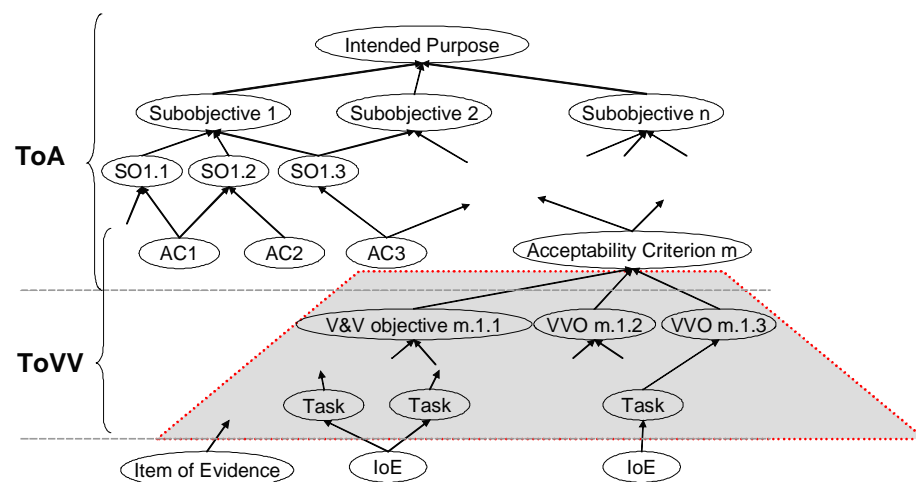 Intended Purpose
Subobjective 1
Subobjective 2
Subobjective n
ToA
SO1.1
SO1.2
SO1.3
AC1
AC2
AC3
Acceptability Criterion m
V&V objective m.1.1
VVO m.1.2
VVO m.1.3
ToVV
Task
Task
Task
Item of Evidence
IoE
IoE